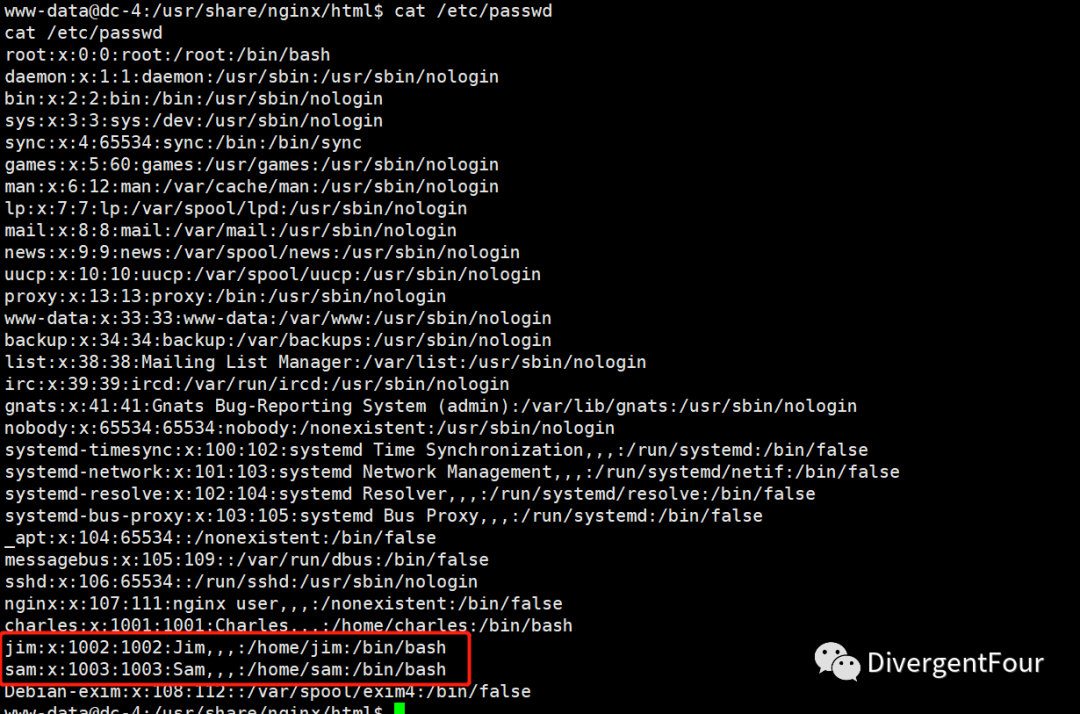 www-data@dc-4:/usr/share/nginx/html$ cat /etc/passwd
cat /etc/passwd
root:x:0:0:root:/root:/bin/bash
daemon:x:1:1:daemon:/usr/sbin:/usr/sbin/nologin
bin:x:2:2:bin:/bin:/usr/sbin/nologin
sys:x:3:3:sys:/dev:/usr/sbin/nologin
sync:x:4:65534:sync:/bin:/bin/sync
games:x:5:60:games:/usr/games:/usr/sbin/nologin
man:x:6:12:man:/var/cache/man:/usr/sbin/nologin
lp:x:7:7:lp:/var/spool/lpd:/usr/sbin/nologin
mail:x:8:8:mail:/var/mail:/usr/sbin/nologin
news:x:9:9:news:/var/spool/news:/usr/sbin/nologin
uucp:x:10:10:uucp:/var/spool/uucp:/usr/sbin/nologin
proxy:x:13:13:proxy:/bin:/usr/sbin/nologin
www-data:x:33:33:www-data:/var/www:/usr/sbin/nologin
backup:x:34:34:backup:/var/backups:/usr/sbin/nologin
list:x:38:38:Mailing List Manager:/var/list:/usr/sbin/nologin
irc:x:39:39:ircd:/var/run/ircd:/usr/sbin/nologin
gnats:x:41:41:Gnats Bug-Reporting System (admin):/var/lib/gnats:/usr/sbin/nologin
nobody:x:65534:65534:nobody:/nonexistent:/usr/sbin/nologin
systemd-timesync:x:100:102:systemd Time Synchronization,,,:/run/systemd:/bin/false
systemd-network:x:101:103:systemd Network Management,,,:/run/systemd/netif:/bin/false
systemd-resolve:x:102:104:systemd Resolver,,,:/run/systemd/resolve:/bin/false
systemd-bus-proxy:x:103:105:systemd Bus Proxy,,,:/run/systemd:/bin/false
_apt:x:104:65534::/nonexistent:/bin/false
messagebus:x:105:109::/var/run/dbus:/bin/false
sshd:x:106:65534::/run/sshd:/usr/sbin/nologin
nginx:x:107:111:nginx user,,,:/nonexistent:/bin/false
charles:x:1001:1001:Charles,,,:/home/charles:/bin/bash
jim:x:1002:1002:Jim,,,:/home/jim:/bin/bash
sam:x:1003:1003:Sam,,,:/home/sam:/bin/bash
Debian-exim:x:108:112::/var/spool/exim4:/bin/false
www-data@dc-4:/usr/share/nginx/html$
DivergentFour